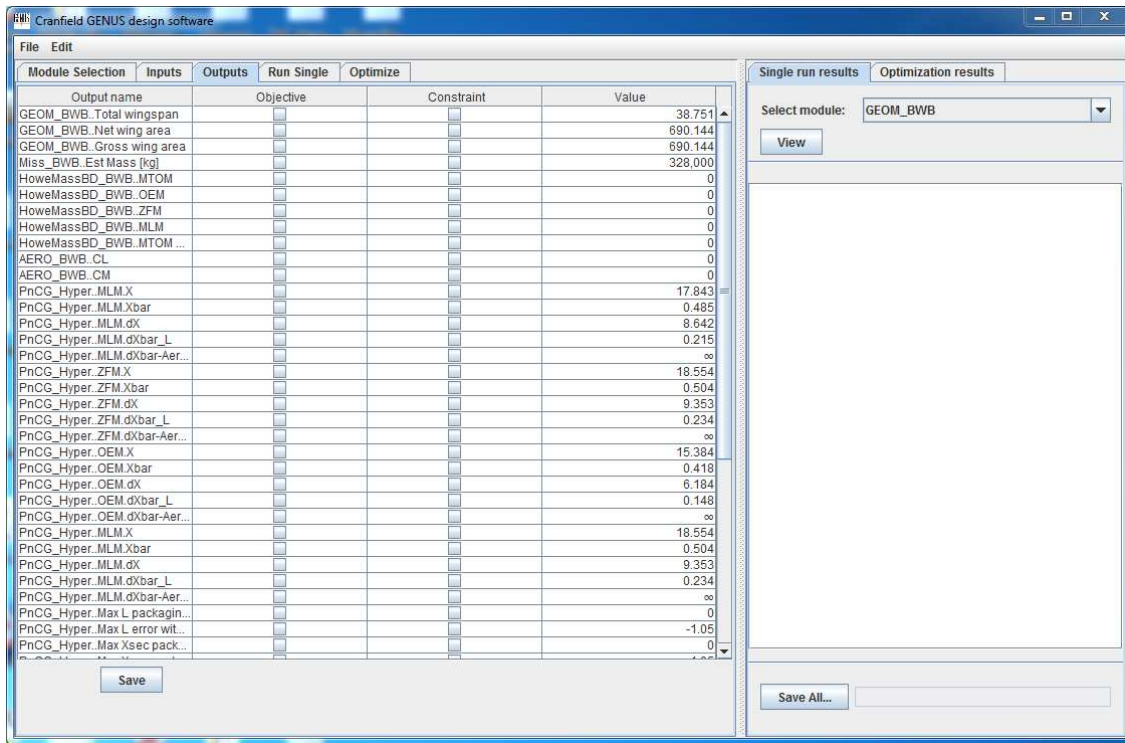 Cranfield GENUS design software
File Edit
Module Selection Inputs Outputs Run Single Optimize
Output name Objective Constraint Value
GEOM_BWB..Total wingspan 38.751
GEOM_BWB..Net wing area 690.144
GEOM_BWB..Gross wing area 690.144
Miss_BWB..Est Mass [kg] 328,000
HoweMassBD_BWB..MTOM 0
HoweMassBD_BWB..OEM 0
HoweMassBD_BWB..ZFM 0
HoweMassBD_BWB..MLM 0
HoweMassBD_BWB..MTOM ... 0
AERO_BWB..CL 0
AERO_BWB..CM 0
PnCG_Hyper..MLM.X 17.843
PnCG_Hyper..MLM.Xbar 0.485
PnCG_Hyper..MLM.dX 8.642
PnCG_Hyper..MLM.dXbar_L 0.215
PnCG_Hyper..MLM.dXbar-Aer... ∞
PnCG_Hyper..ZFM.X 18.554
PnCG_Hyper..ZFM.Xbar 0.504
PnCG_Hyper..ZFM.dX 9.353
PnCG_Hyper..ZFM.dXbar_L 0.234
PnCG_Hyper..ZFM.dXbar-Aer... ∞
PnCG_Hyper..OEM.X 15.384
PnCG_Hyper..OEM.Xbar 0.418
PnCG_Hyper..OEM.dX 6.184
PnCG_Hyper..OEM.dXbar_L 0.148
PnCG_Hyper..OEM.dXbar-Aer... ∞
PnCG_Hyper..MLM.X 18.554
PnCG_Hyper..MLM.Xbar 0.504
PnCG_Hyper..MLM.dX 9.353
PnCG_Hyper..MLM.dXbar_L 0.234
PnCG_Hyper..MLM.dXbar-Aer... ∞
PnCG_Hyper..Max L packagin... 0
PnCG_Hyper..Max L error wit... -1.05
PnCG_Hyper..Max Xsec pack... 0
Save
Single run results Optimization results
Select module: GEOM_BWB
View
Save All...